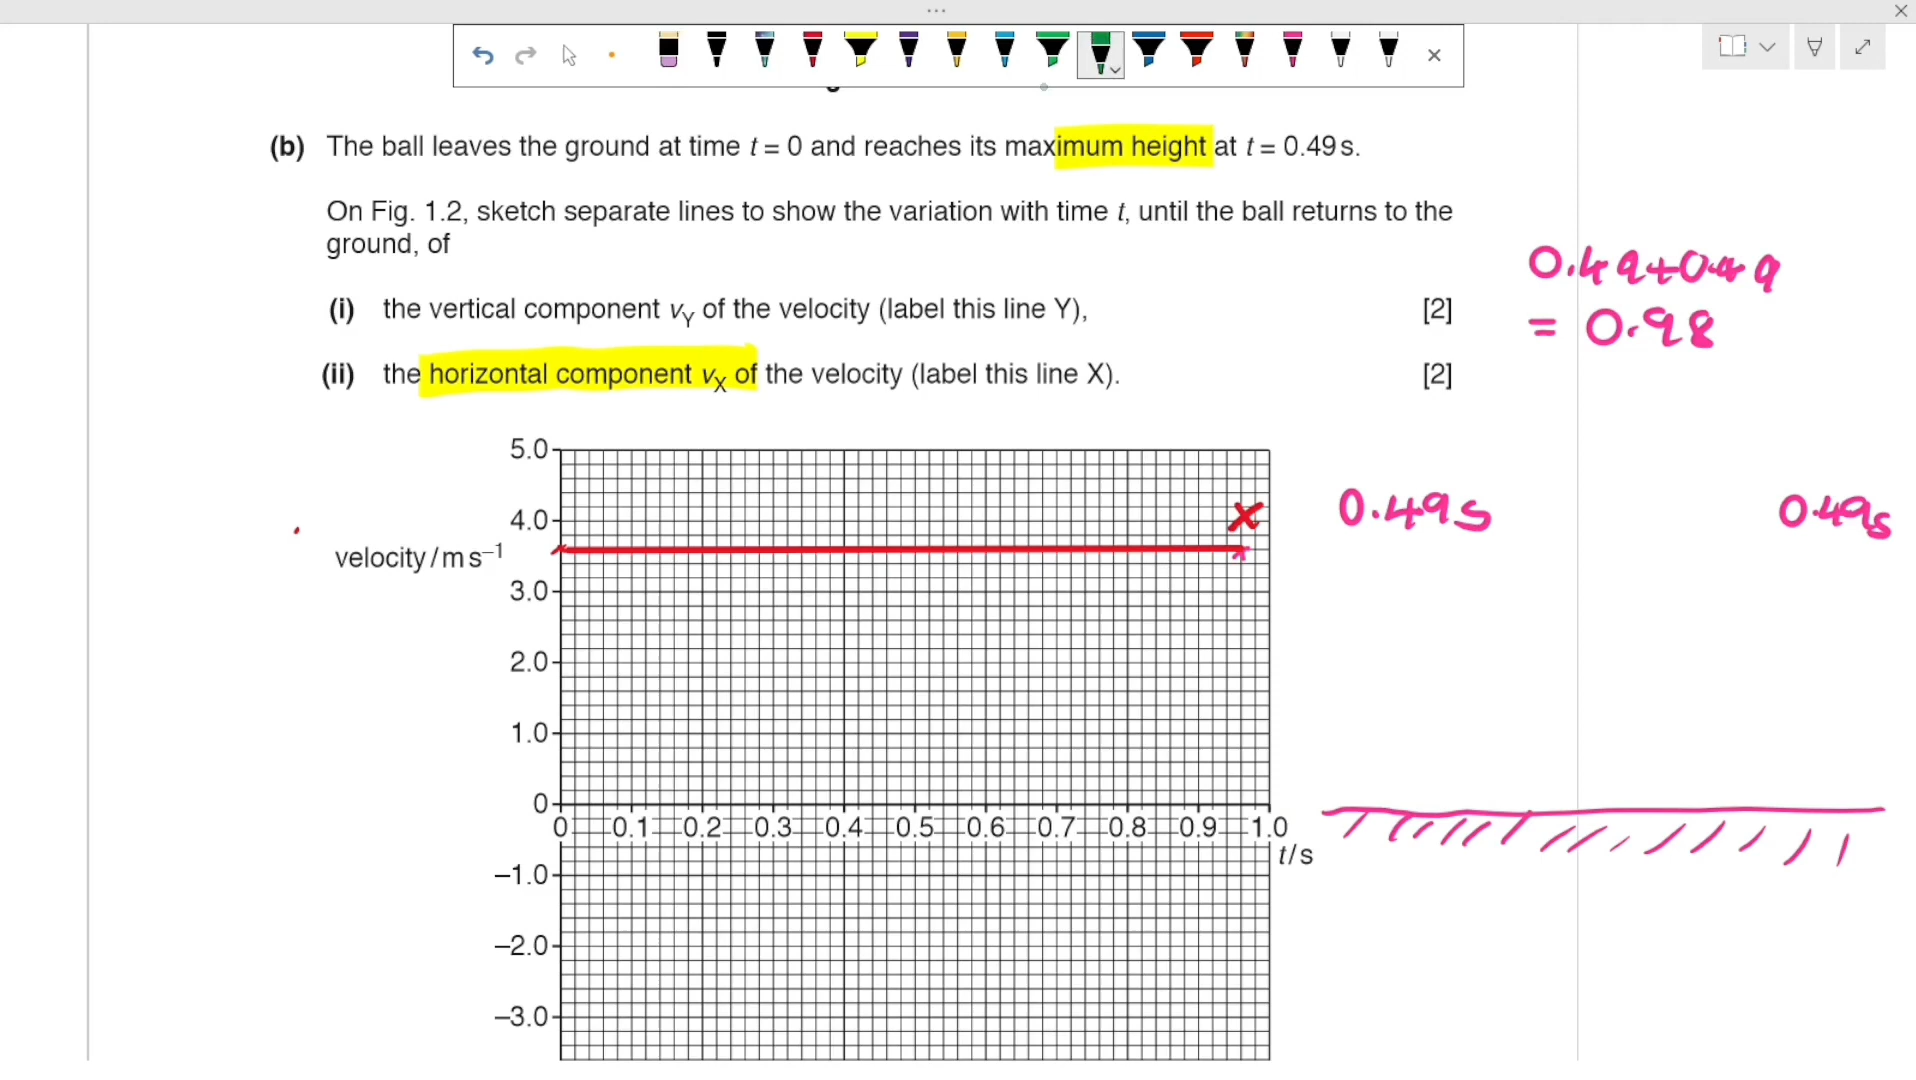 (b) The ball leaves the ground at time t = 0 and reaches its maximum height at t = 0.49 s.
On Fig. 1.2, sketch separate lines to show the variation with time t, until the ball returns to the
ground, of
0.49+0.49
= 0.98
(i) the vertical component vY of the velocity (label this line Y), [2]
(ii) the horizontal component vX of the velocity (label this line X). [2]
5.0
4.0
velocity / m s–1
3.0
2.0
1.0
0
0 0.1 0.2 0.3 0.4 0.5 0.6 0.7 0.8 0.9 1.0
t / s
–1.0
–2.0
–3.0
X
0.49s 0.49s